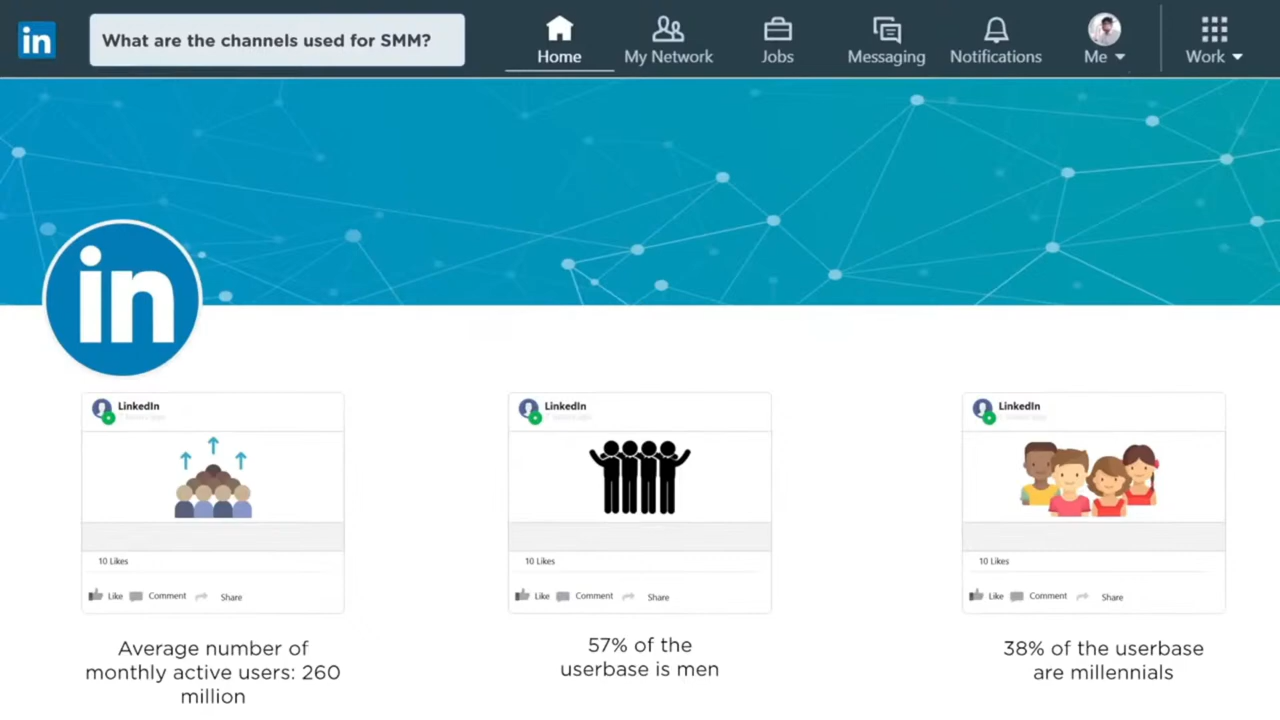 in
What are the channels used for SMM?
Home
My Network
Jobs
Messaging
Notifications
Me
Work
in
LinkedIn
10 Likes
Like Comment Share
Average number of
monthly active users: 260
million
LinkedIn
10 Likes
Like Comment Share
57% of the
userbase is men
LinkedIn
10 Likes
Like Comment Share
38% of the userbase
are millennials